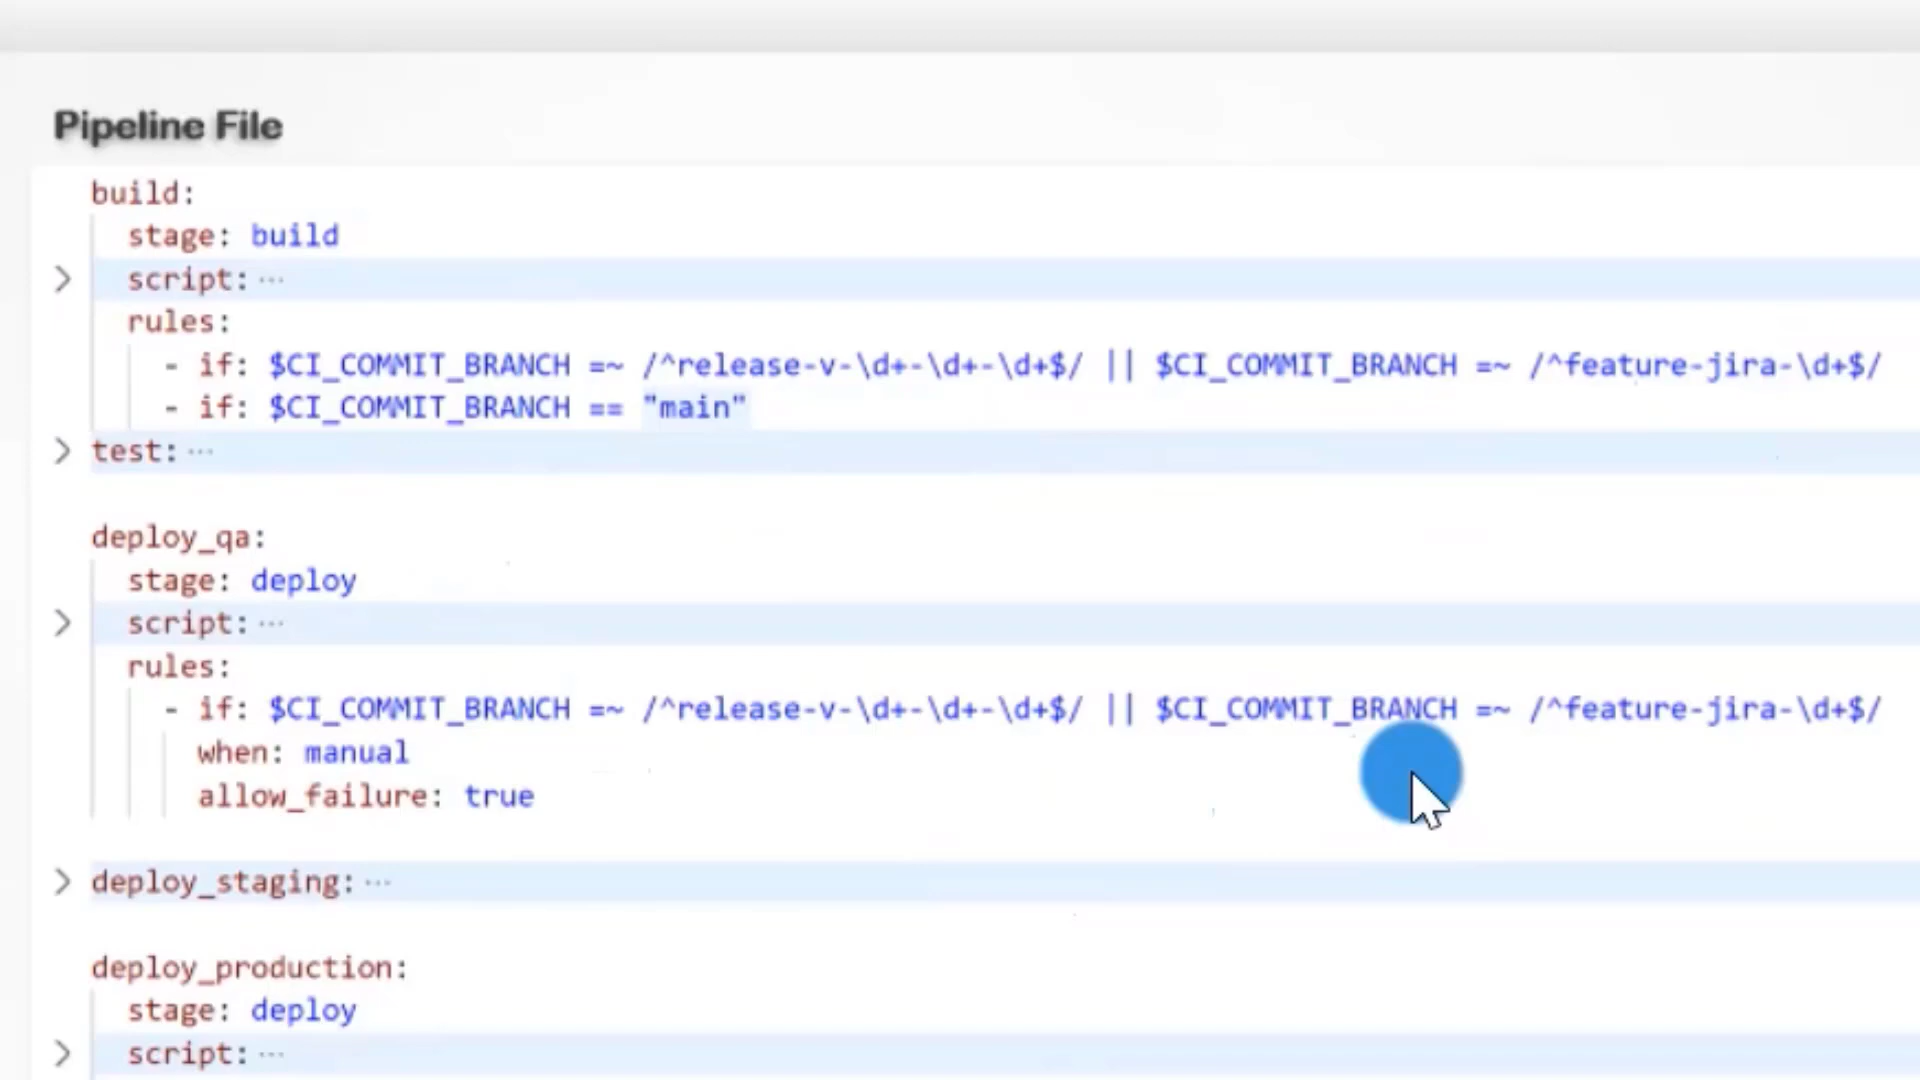 Pipeline File
build:
stage: build
script: ···
rules:
- if: $CI_COMMIT_BRANCH =~ /^release-v-\d+-\d+-\d+$/ || $CI_COMMIT_BRANCH =~ /^feature-jira-\d+$/
- if: $CI_COMMIT_BRANCH == "main"
test: ···
deploy_qa:
stage: deploy
script: ···
rules:
- if: $CI_COMMIT_BRANCH =~ /^release-v-\d+-\d+-\d+$/ || $CI_COMMIT_BRANCH =~ /^feature-jira-\d+$/
when: manual
allow_failure: true
deploy_staging: ···
deploy_production:
stage: deploy
script: ···